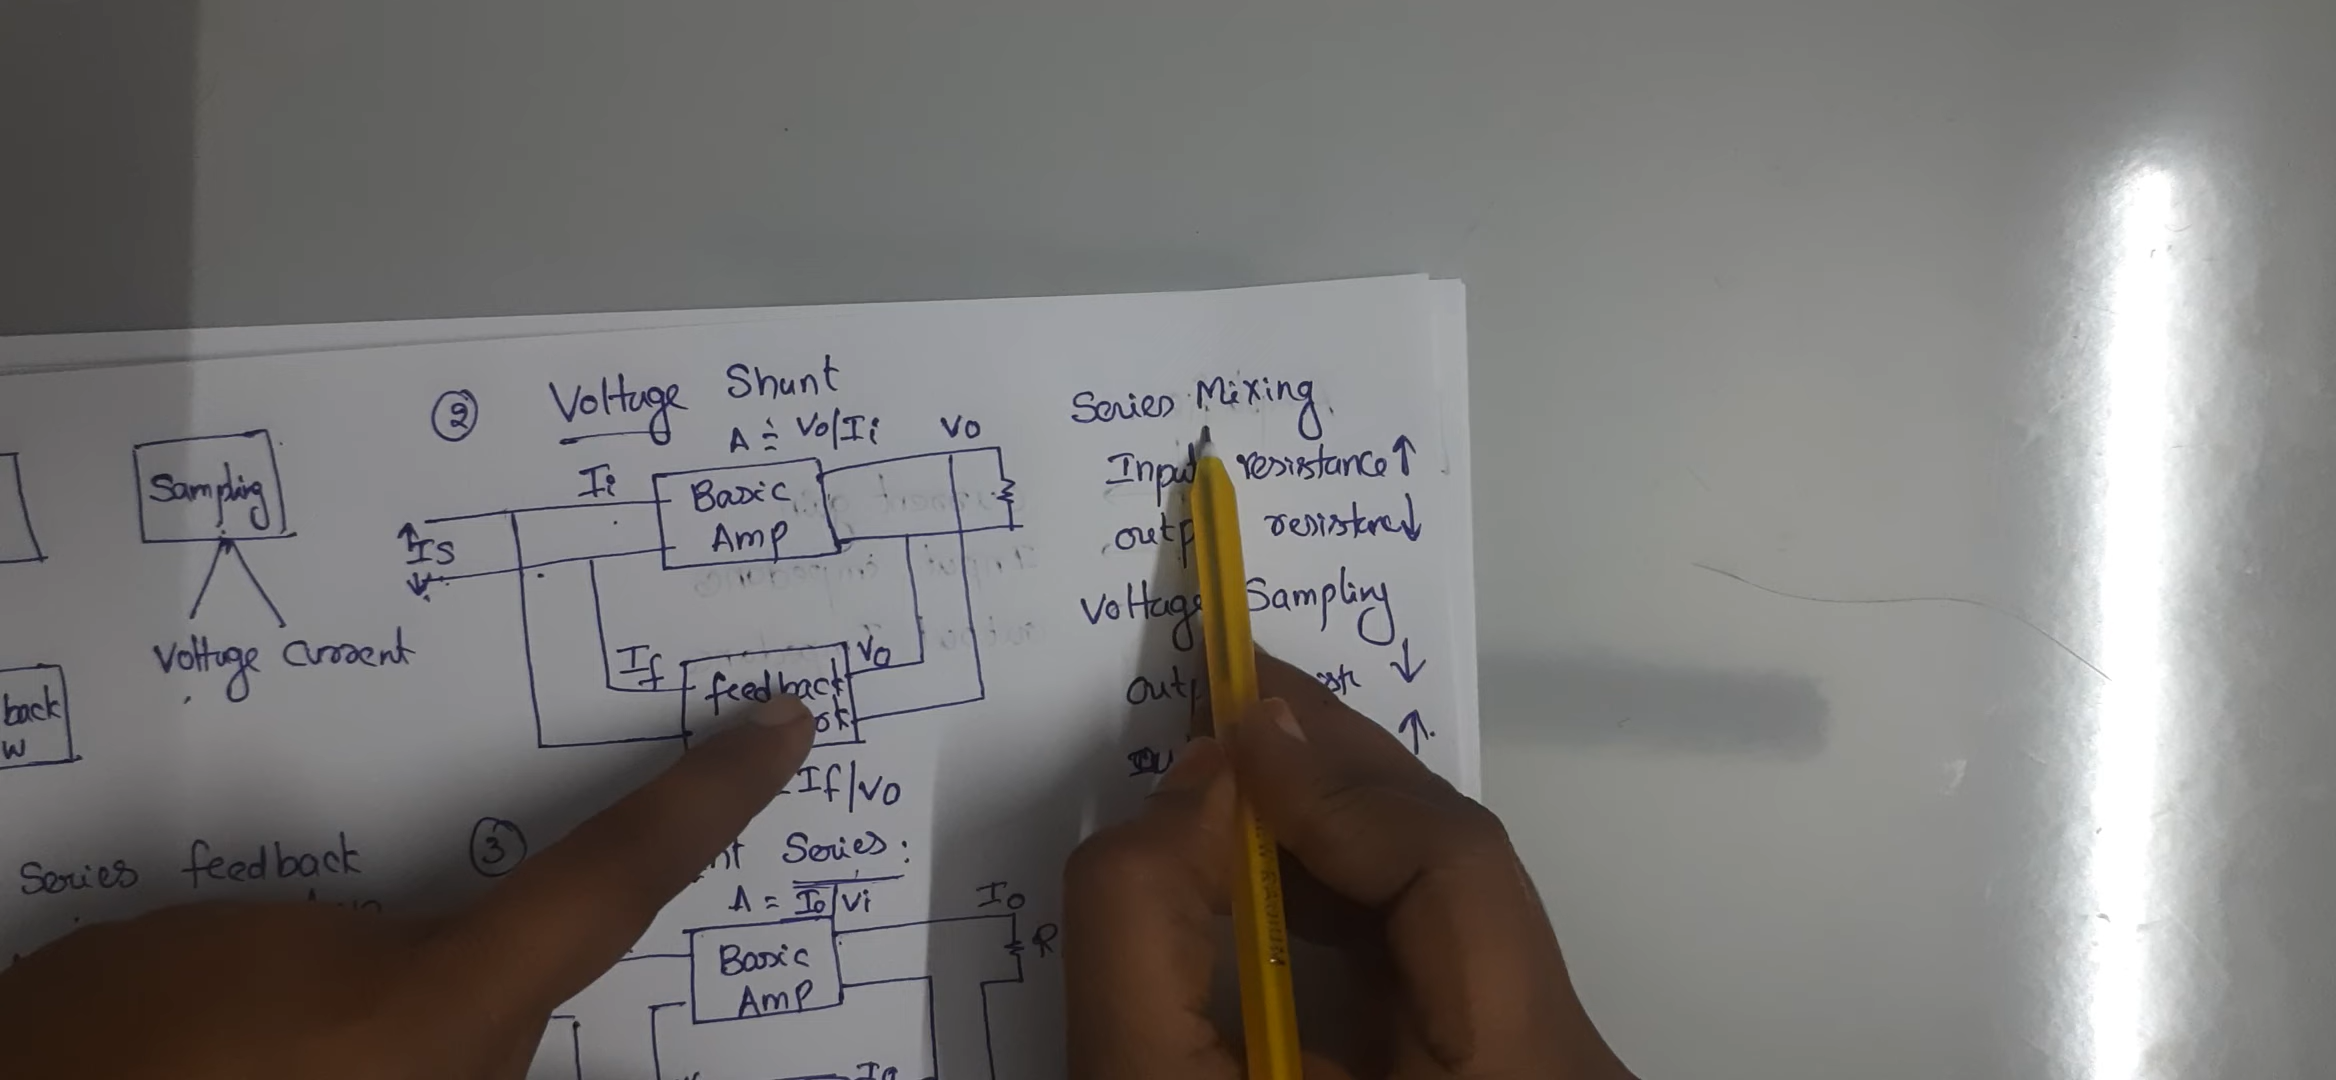 ② Voltage Shunt
A = Vo/Ii
Vo
Ii
Basic
Amp
Is
If
Vo
feedback
If/Vo
Sampling
Voltage Current
back
W
Series Mixing
Input resistance ↑
resistance ↓
Voltage Sampling
↓
↑
Series feedback
③ Series:
A = Io/Vi
Io
R
Basic
Amp
Io